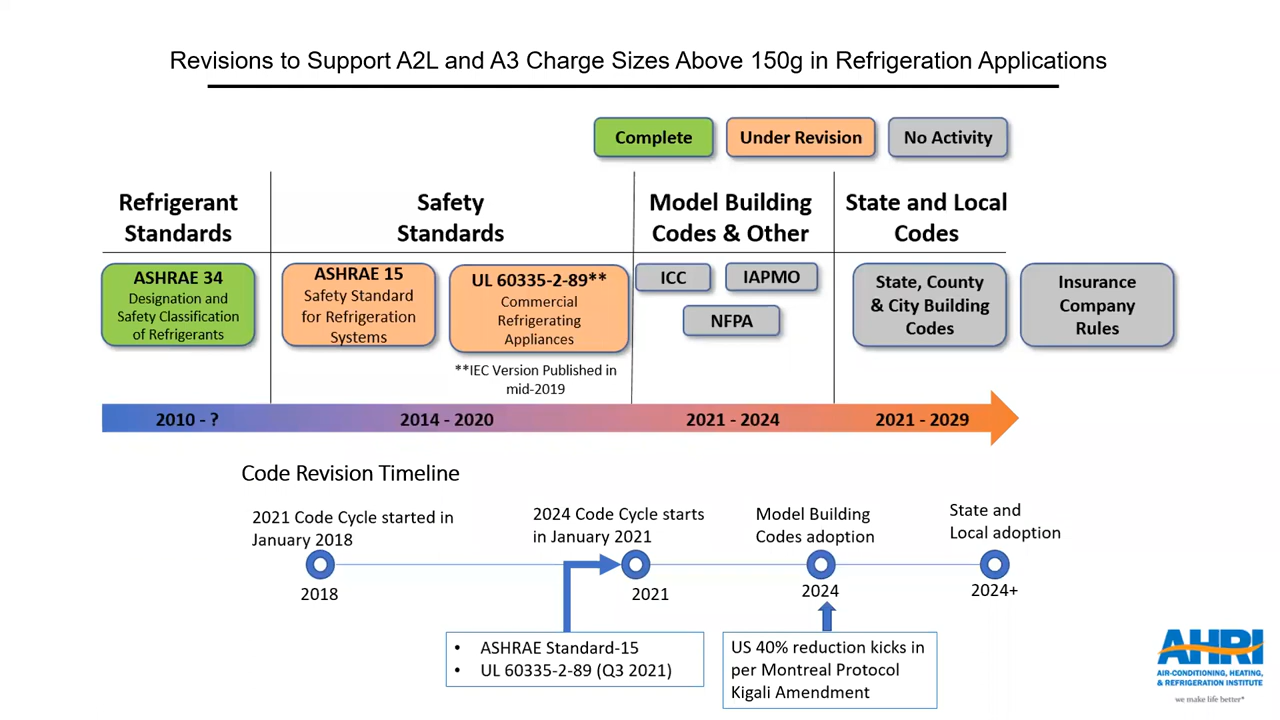 Revisions to Support A2L and A3 Charge Sizes Above 150g in Refrigeration Applications
Complete
Under Revision
No Activity
Refrigerant
Standards
Safety
Standards
Model Building
Codes & Other
State and Local
Codes
ASHRAE 34
Designation and
Safety Classification
of Refrigerants
ASHRAE 15
Safety Standard
for Refrigeration
Systems
UL 60335-2-89**
Commercial
Refrigerating
Appliances
**IEC Version Published in
mid-2019
ICC
IAPMO
NFPA
State, County
& City Building
Codes
Insurance
Company
Rules
2010 - ?
2014 - 2020
2021 - 2024
2021 - 2029
Code Revision Timeline
2021 Code Cycle started in
January 2018
2024 Code Cycle starts
in January 2021
Model Building
Codes adoption
State and
Local adoption
2018
2021
2024
2024+
• ASHRAE Standard-15
• UL 60335-2-89 (Q3 2021)
US 40% reduction kicks in
per Montreal Protocol
Kigali Amendment
AHRI
AIR-CONDITIONING, HEATING,
& REFRIGERATION INSTITUTE
we make life better*